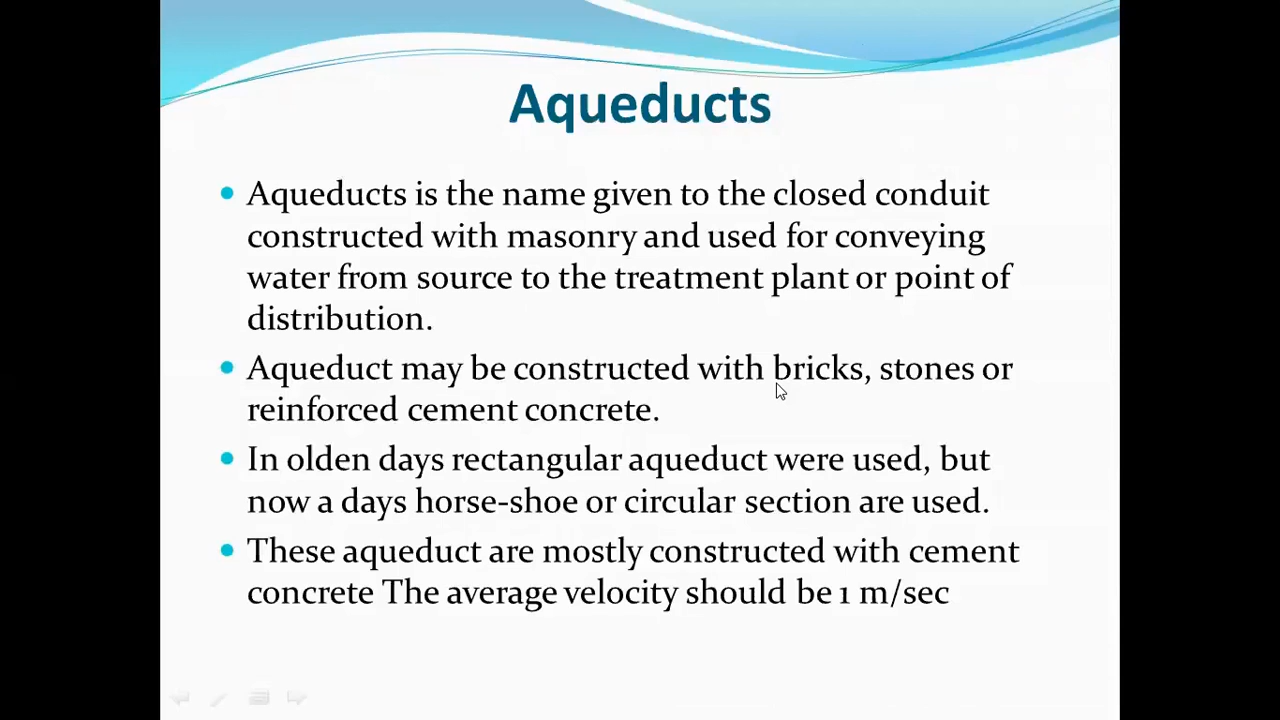 Aqueducts
• Aqueducts is the name given to the closed conduit
constructed with masonry and used for conveying
water from source to the treatment plant or point of
distribution.
• Aqueduct may be constructed with bricks, stones or
reinforced cement concrete.
• In olden days rectangular aqueduct were used, but
now a days horse-shoe or circular section are used.
• These aqueduct are mostly constructed with cement
concrete The average velocity should be 1 m/sec